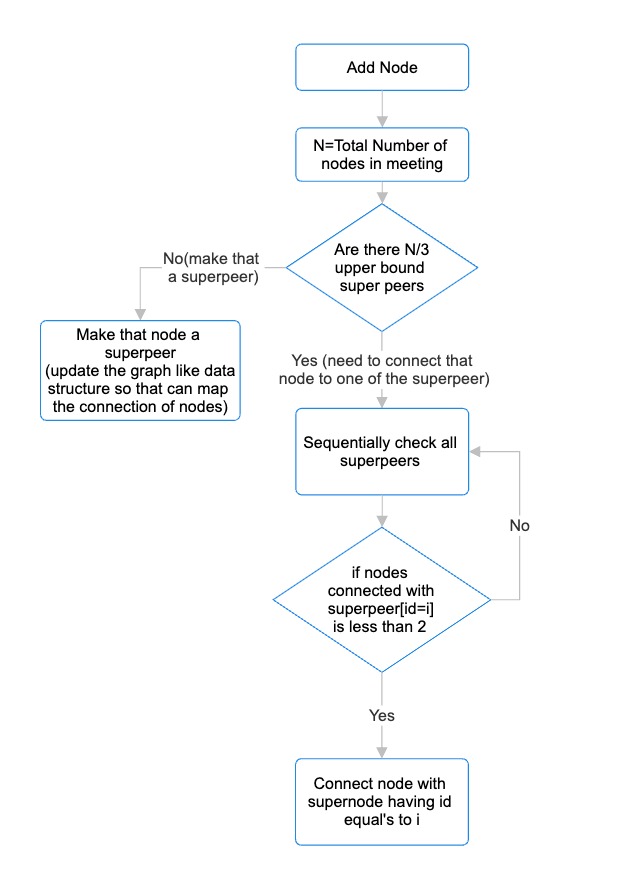 Add Node
N=Total Number of
nodes in meeting
Are there N/3
upper bound
super peers
No(make that
a superpeer)
Make that node a
superpeer
(update the graph like data
structure so that can map
the connection of nodes)
Yes (need to connect that
node to one of the superpeer)
Sequentially check all
superpeers
No
if nodes
connected with
superpeer[id=i]
is less than 2
Yes
Connect node with
supernode having id
equal's to i